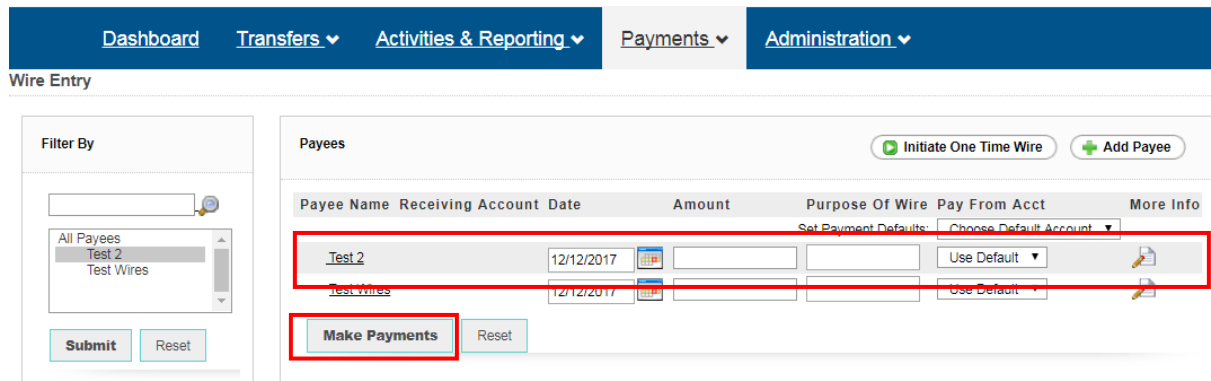 Dashboard Transfers Activities & Reporting Payments Administration
Wire Entry
Filter By
All Payees
Test 2
Test Wires
Submit Reset
Payees
Initiate One Time Wire Add Payee
Payee Name Receiving Account Date Amount Purpose Of Wire Pay From Acct More Info
Set Payment Defaults: Choose Default Account
Test 2 12/12/2017 Use Default
Test Wires 12/12/2017 Use Default
Make Payments Reset